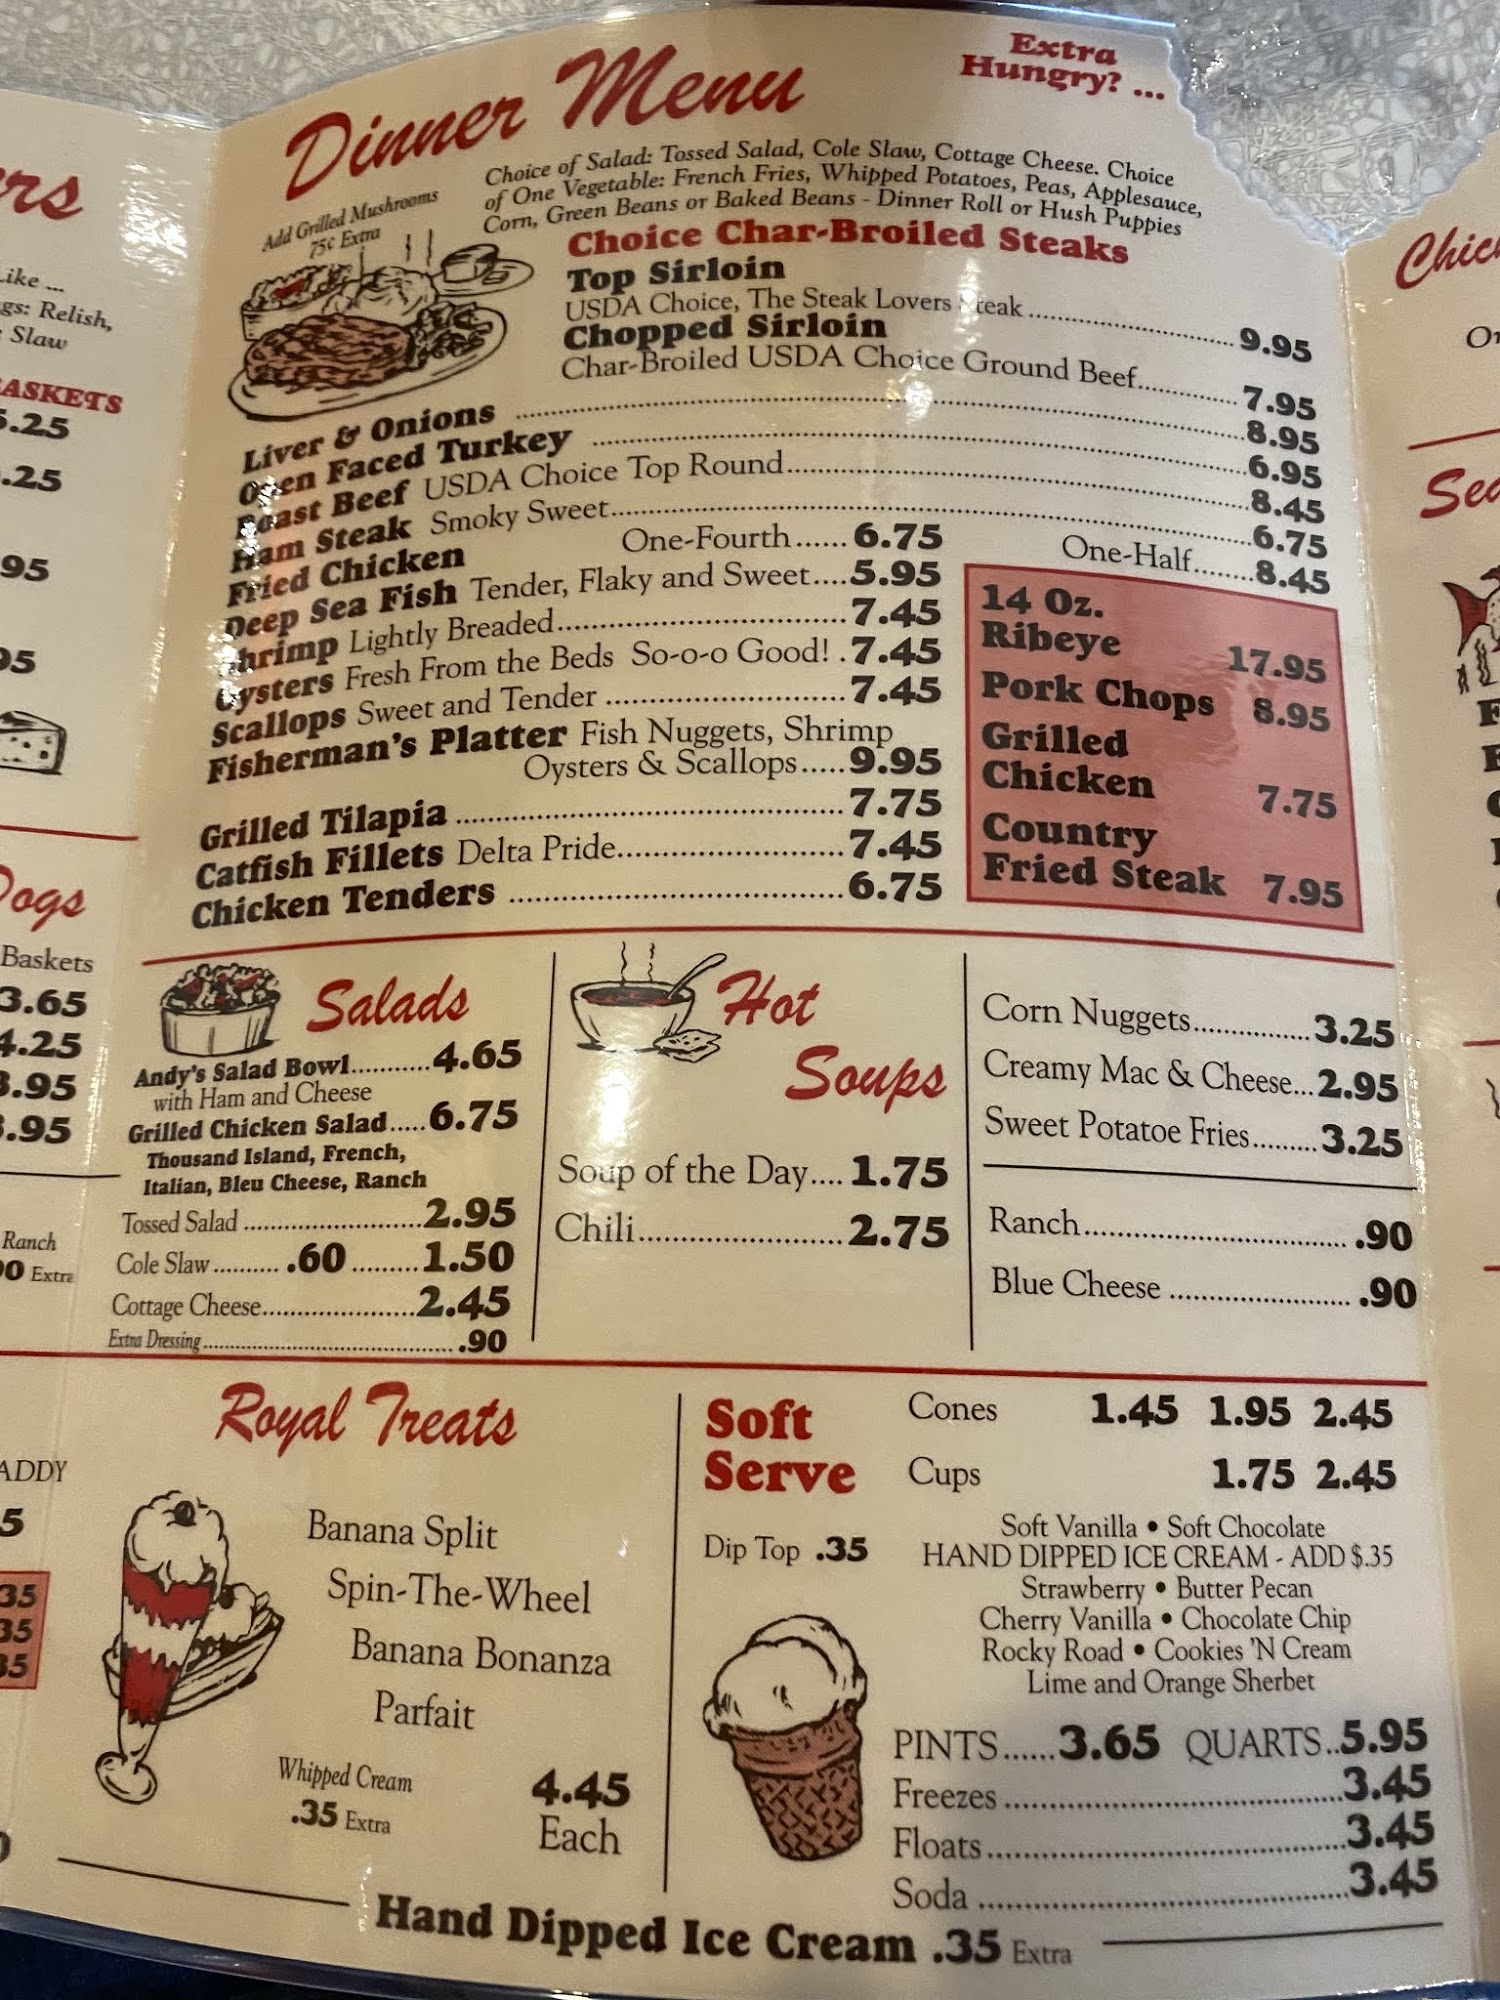 Dinner Menu
Extra
Hungry? ...
Add Grilled Mushrooms
75¢ Extra
Choice of Salad: Tossed Salad, Cole Slaw, Cottage Cheese. Choice
of One Vegetable: French Fries, Whipped Potatoes, Peas, Applesauce,
Corn, Green Beans or Baked Beans - Dinner Roll or Hush Puppies
Choice Char-Broiled Steaks
Top Sirloin
USDA Choice, The Steak Lovers Steak ........ 9.95
Chopped Sirloin
Char-Broiled USDA Choice Ground Beef........ 7.95
Liver & Onions ........ 8.95
Open Faced Turkey ........ 6.95
Roast Beef USDA Choice Top Round........ 8.45
Ham Steak Smoky Sweet........ 6.75
Fried Chicken One-Fourth...... 6.75 One-Half........ 8.45
Deep Sea Fish Tender, Flaky and Sweet.... 5.95
Shrimp Lightly Breaded........ 7.45
Oysters Fresh From the Beds So-o-o Good! . 7.45
Scallops Sweet and Tender ........ 7.45
Fisherman's Platter Fish Nuggets, Shrimp
Oysters & Scallops..... 9.95
Grilled Tilapia ........ 7.75
Catfish Fillets Delta Pride........ 7.45
Chicken Tenders ........ 6.75
14 Oz.
Ribeye 17.95
Pork Chops 8.95
Grilled
Chicken 7.75
Country
Fried Steak 7.95
Salads
Andy's Salad Bowl........... 4.65
with Ham and Cheese
Grilled Chicken Salad..... 6.75
Thousand Island, French,
Italian, Bleu Cheese, Ranch
Tossed Salad ........ 2.95
Cole Slaw.......... .60 ......... 1.50
Cottage Cheese........ 2.45
Extra Dressing........ .90
Hot
Soups
Soup of the Day.... 1.75
Chili........ 2.75
Corn Nuggets........ 3.25
Creamy Mac & Cheese... 2.95
Sweet Potatoe Fries......... 3.25
Ranch........ .90
Blue Cheese ........ .90
Royal Treats
Banana Split
Spin-The-Wheel
Banana Bonanza
Parfait
Whipped Cream
.35 Extra
4.45
Each
Soft
Serve
Dip Top .35
Cones 1.45 1.95 2.45
Cups 1.75 2.45
Soft Vanilla • Soft Chocolate
HAND DIPPED ICE CREAM - ADD $.35
Strawberry • Butter Pecan
Cherry Vanilla • Chocolate Chip
Rocky Road • Cookies 'N Cream
Lime and Orange Sherbet
PINTS...... 3.65 QUARTS.. 5.95
Freezes ........ 3.45
Floats ........ 3.45
Soda ........ 3.45
Hand Dipped Ice Cream .35 Extra
Like ...
Relish,
Slaw
Baskets
3.65
4.25
Ranch
Extra